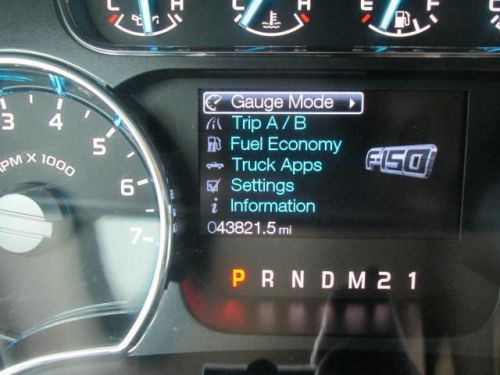 C H C H E F
Gauge Mode
Trip A / B
Fuel Economy
Truck Apps
Settings
Information
043821.5 mi
F150
P R N D M 2 1
3 4 5 6 7
RPM X 1000